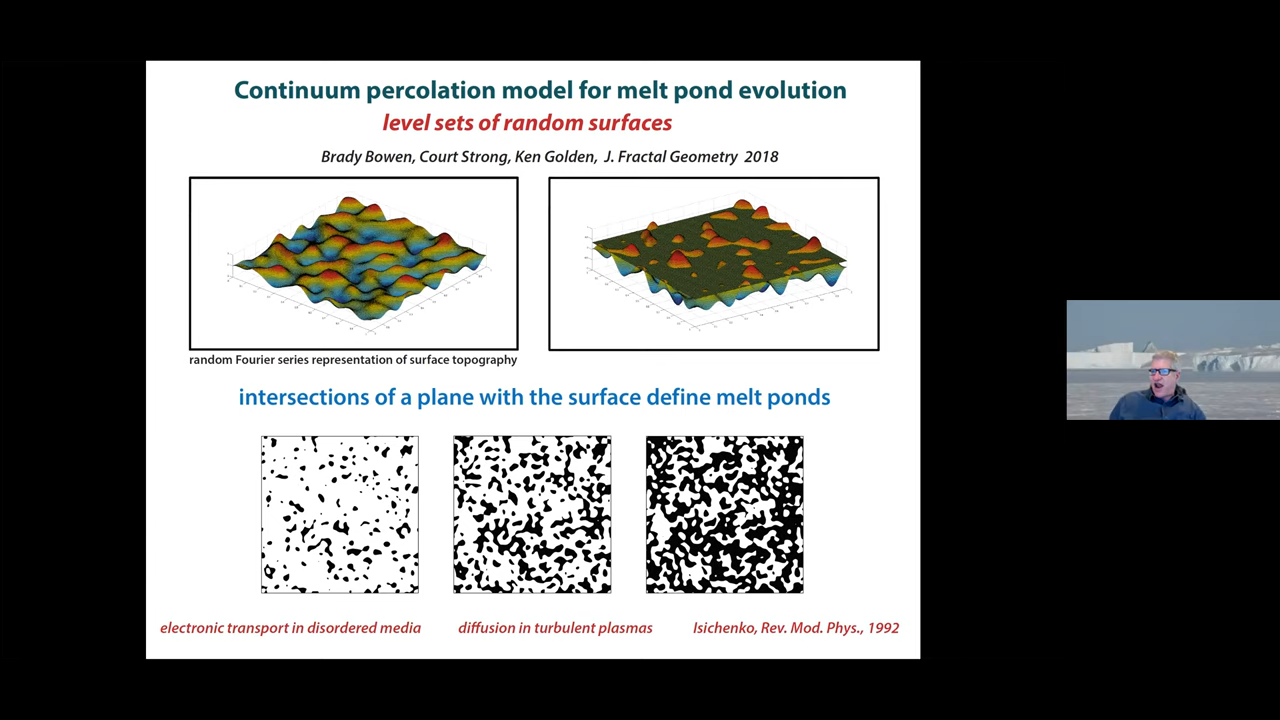 Continuum percolation model for melt pond evolution
level sets of random surfaces
Brady Bowen, Court Strong, Ken Golden, J. Fractal Geometry 2018
random Fourier series representation of surface topography
intersections of a plane with the surface define melt ponds
electronic transport in disordered media
diffusion in turbulent plasmas
Isichenko, Rev. Mod. Phys., 1992